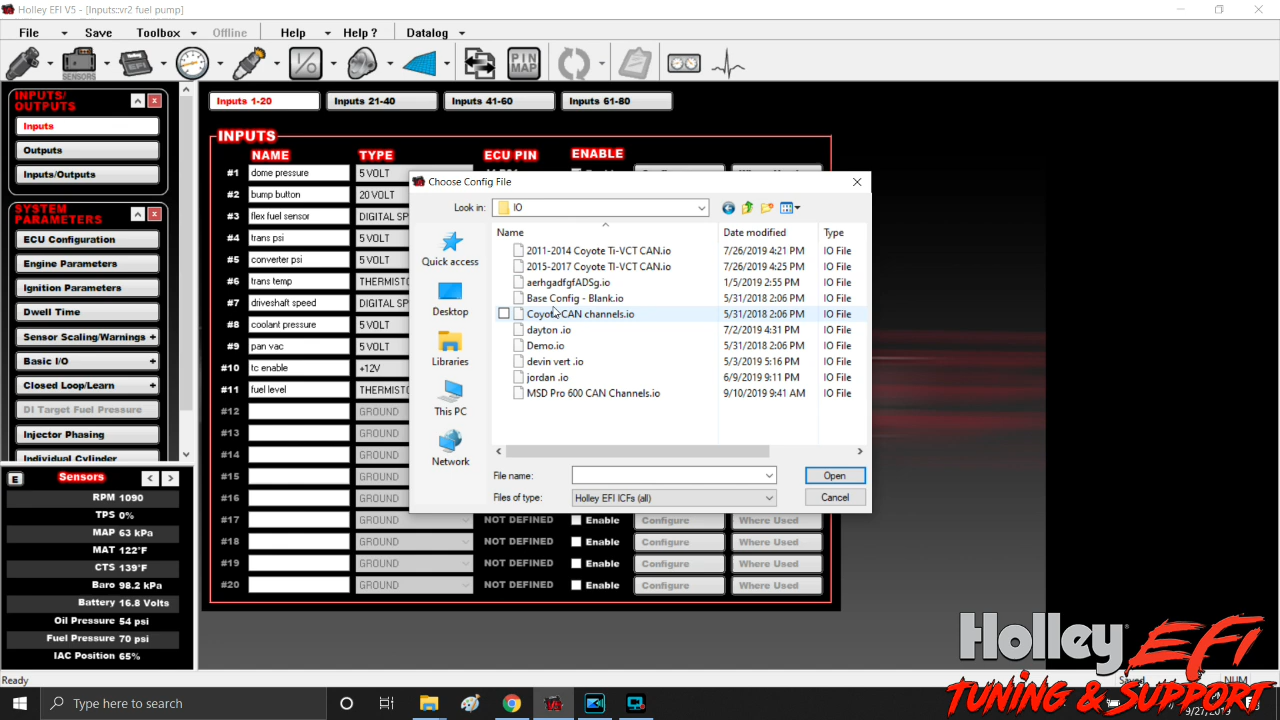 Holley EFI V5 - [Inputs::vr2 fuel pump]
File Save Toolbox Offline Help Help ? Datalog
SENSORS I/O PIN MAP
INPUTS/ OUTPUTS
Inputs
Outputs
Inputs/Outputs
SYSTEM PARAMETERS
ECU Configuration
Engine Parameters
Ignition Parameters
Dwell Time
Sensor Scaling/Warnings +
Basic I/O +
Closed Loop/Learn +
DI Target Fuel Pressure
Injector Phasing
Individual Cylinder
E Sensors < >
RPM 1090
TPS 0%
MAP 63 kPa
MAT 122°F
CTS 139°F
Baro 98.2 kPa
Battery 16.8 Volts
Oil Pressure 54 psi
Fuel Pressure 70 psi
IAC Position 65%
Inputs 1-20 Inputs 21-40 Inputs 41-60 Inputs 61-80
INPUTS
NAME TYPE ECU PIN ENABLE
#1 dome pressure 5 VOLT
#2 bump button 20 VOLT
#3 flex fuel sensor DIGITAL SP
#4 trans psi 5 VOLT
#5 converter psi 5 VOLT
#6 trans temp THERMISTO
#7 driveshaft speed DIGITAL SP
#8 coolant pressure 5 VOLT
#9 pan vac 5 VOLT
#10 tc enable +12V
#11 fuel level THERMISTO
#12 GROUND
#13 GROUND
#14 GROUND
#15 GROUND
#16 GROUND
#17 GROUND NOT DEFINED Enable Configure Where Used
#18 GROUND NOT DEFINED Enable Configure Where Used
#19 GROUND NOT DEFINED Enable Configure Where Used
#20 GROUND NOT DEFINED Enable Configure Where Used
Choose Config File
Look in: IO
Quick access
Desktop
Libraries
This PC
Network
Name Date modified Type
2011-2014 Coyote Ti-VCT CAN.io 7/26/2019 4:21 PM IO File
2015-2017 Coyote TI-VCT CAN.io 7/26/2019 4:25 PM IO File
aerhgadfgfADSg.io 1/5/2019 2:55 PM IO File
Base Config - Blank.io 5/31/2018 2:06 PM IO File
Coyote CAN channels.io 5/31/2018 2:06 PM IO File
dayton .io 7/2/2019 4:31 PM IO File
Demo.io 5/31/2018 2:06 PM IO File
devin vert .io 5/3/2019 5:16 PM IO File
jordan .io 6/9/2019 9:11 PM IO File
MSD Pro 600 CAN Channels.io 9/10/2019 9:41 AM IO File
File name: Open
Files of type: Holley EFI ICFs (all) Cancel
Holley EFI
TUNING & SUPPORT
Ready NUM
Type here to search
9/27/2019